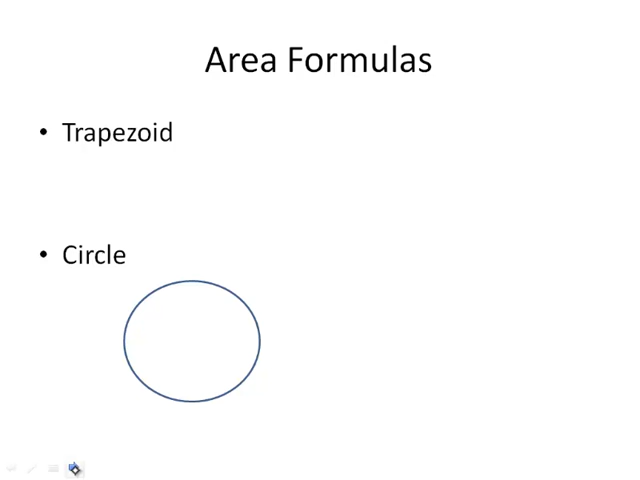 Area Formulas
• Trapezoid
• Circle